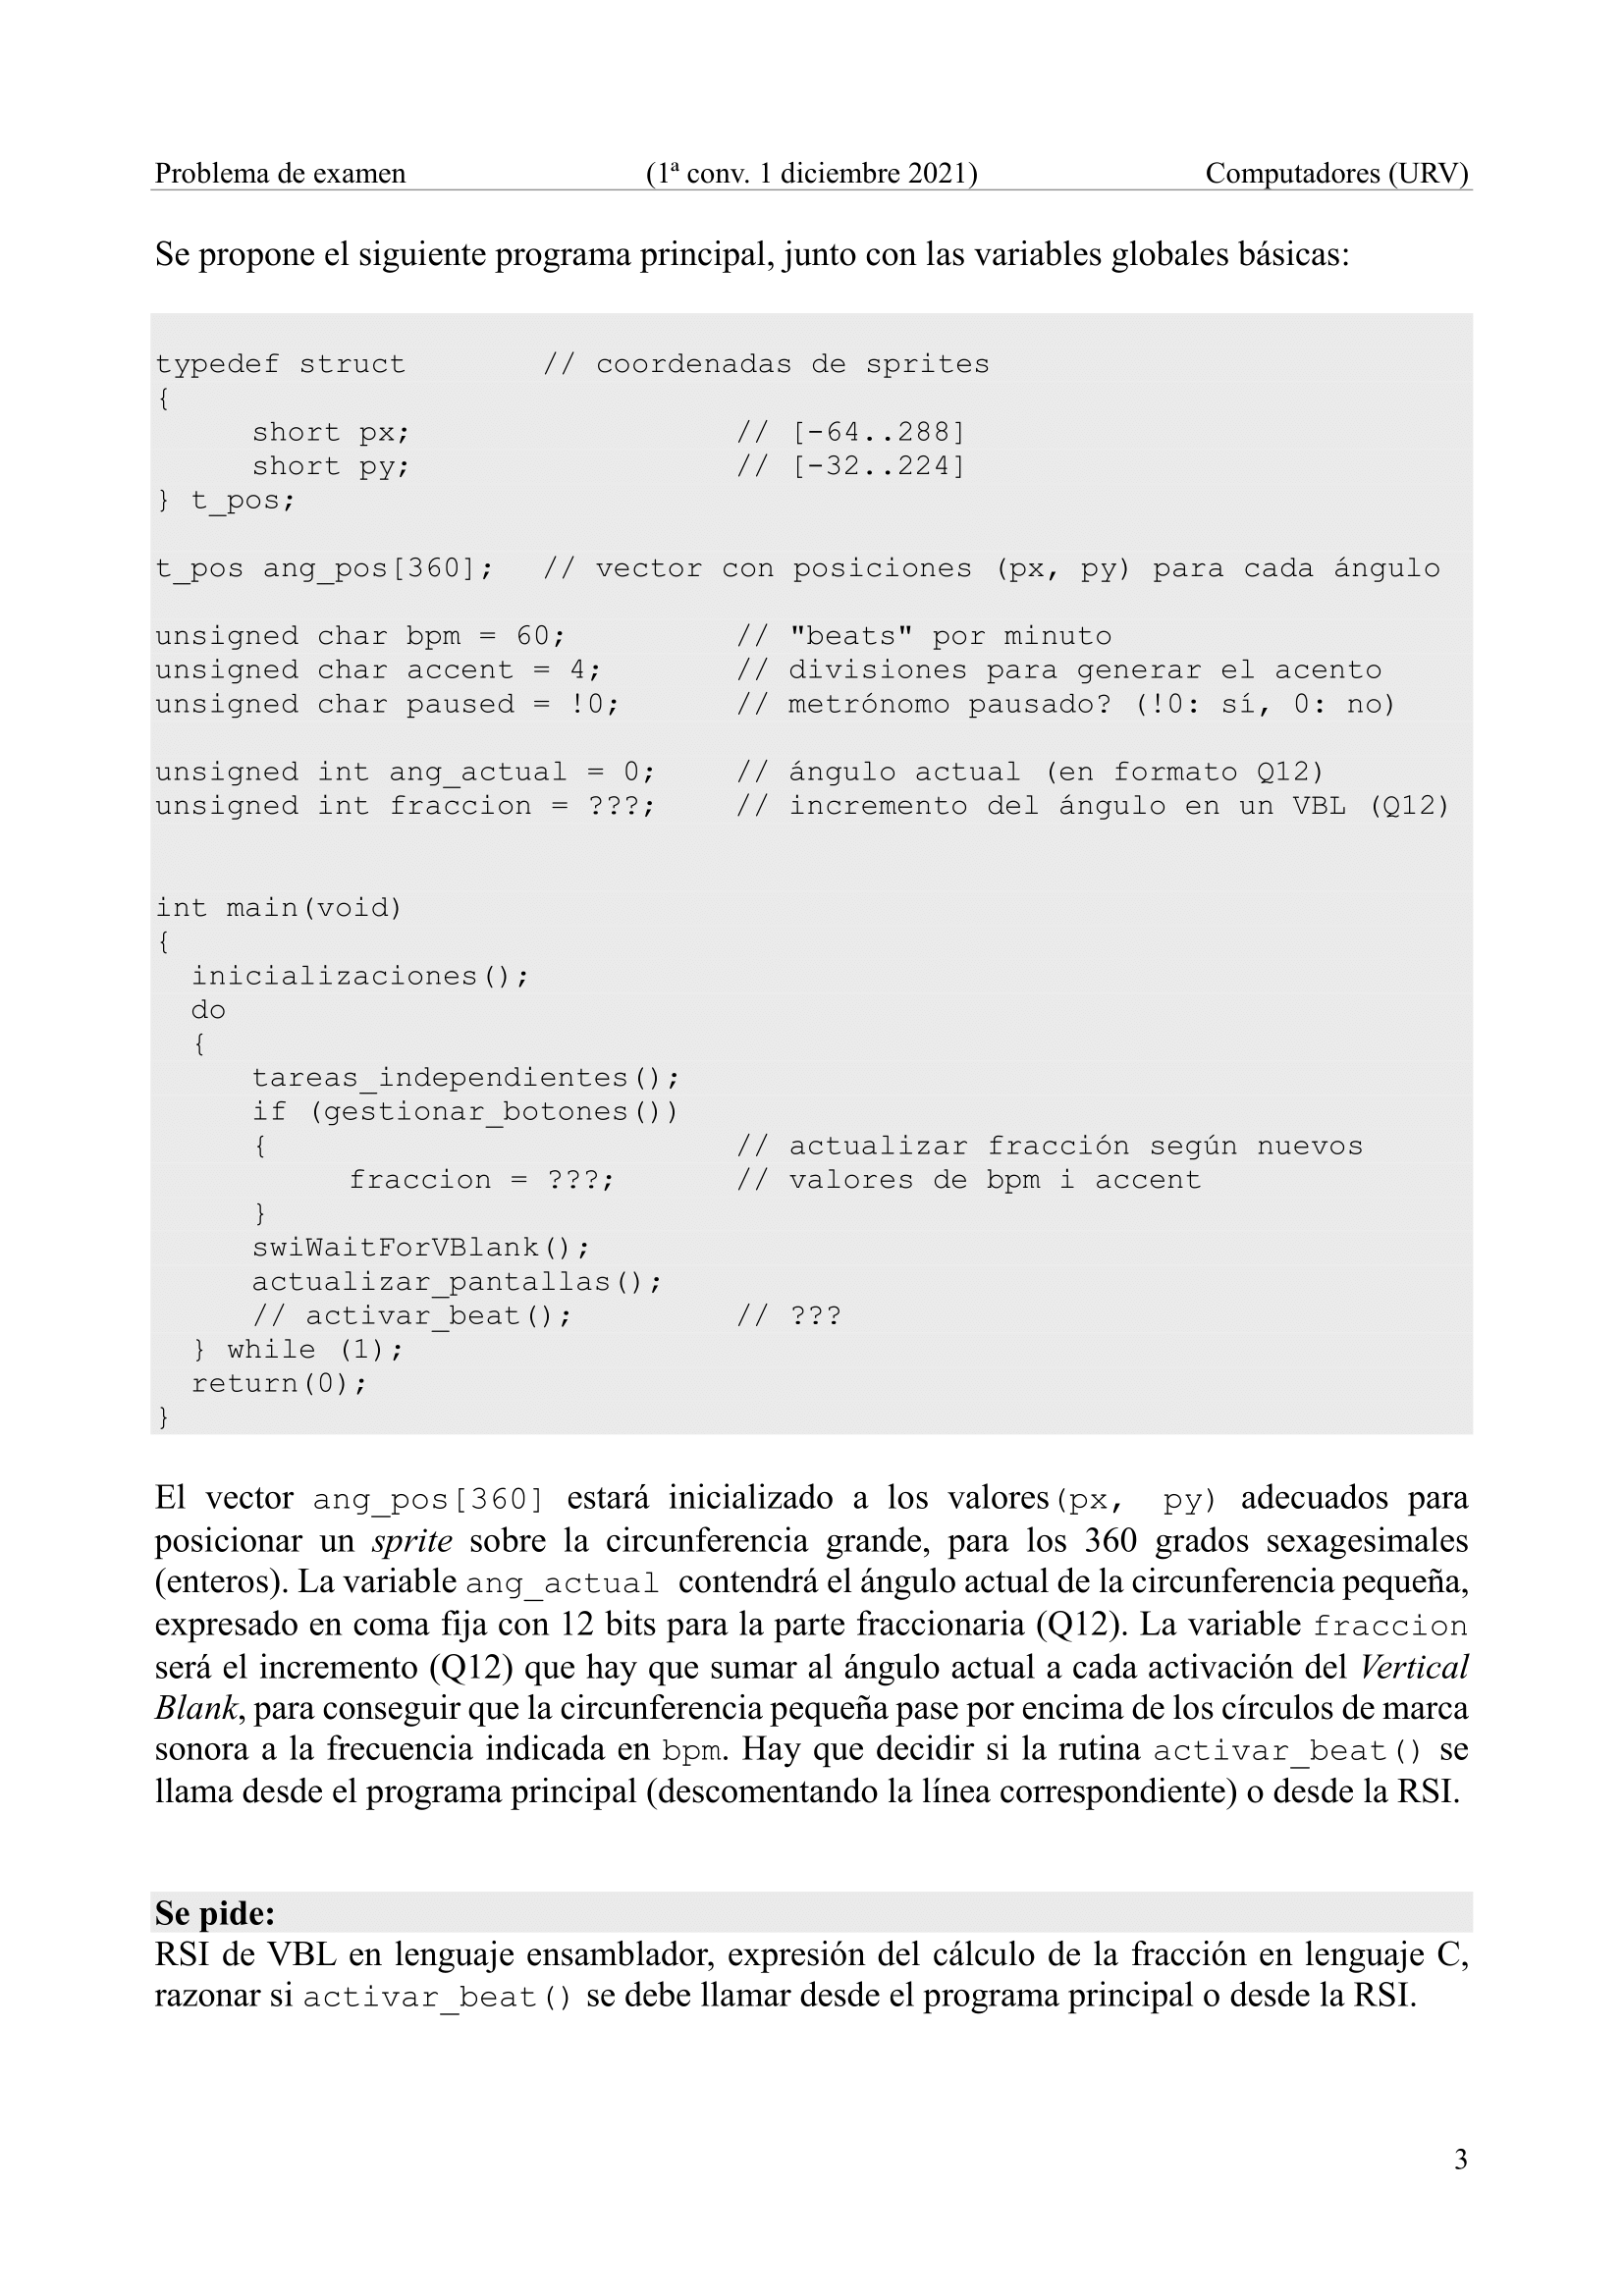 Problema de examen (1ª conv. 1 diciembre 2021) Computadores (URV)
Se propone el siguiente programa principal, junto con las variables globales básicas:
typedef struct // coordenadas de sprites
{
short px; // [-64..288]
short py; // [-32..224]
} t_pos;
t_pos ang_pos[360]; // vector con posiciones (px, py) para cada ángulo
unsigned char bpm = 60; // "beats" por minuto
unsigned char accent = 4; // divisiones para generar el acento
unsigned char paused = !0; // metrónomo pausado? (!0: sí, 0: no)
unsigned int ang_actual = 0; // ángulo actual (en formato Q12)
unsigned int fraccion = ???; // incremento del ángulo en un VBL (Q12)
int main(void)
{
inicializaciones();
do
{
tareas_independientes();
if (gestionar_botones())
{ // actualizar fracción según nuevos
fraccion = ???; // valores de bpm i accent
}
swiWaitForVBlank();
actualizar_pantallas();
// activar_beat(); // ???
} while (1);
return(0);
}
El vector ang_pos[360] estará inicializado a los valores(px, py) adecuados para
posicionar un sprite sobre la circunferencia grande, para los 360 grados sexagesimales
(enteros). La variable ang_actual contendrá el ángulo actual de la circunferencia pequeña,
expresado en coma fija con 12 bits para la parte fraccionaria (Q12). La variable fraccion
será el incremento (Q12) que hay que sumar al ángulo actual a cada activación del Vertical
Blank, para conseguir que la circunferencia pequeña pase por encima de los círculos de marca
sonora a la frecuencia indicada en bpm. Hay que decidir si la rutina activar_beat() se
llama desde el programa principal (descomentando la línea correspondiente) o desde la RSI.
Se pide:
RSI de VBL en lenguaje ensamblador, expresión del cálculo de la fracción en lenguaje C,
razonar si activar_beat() se debe llamar desde el programa principal o desde la RSI.
3